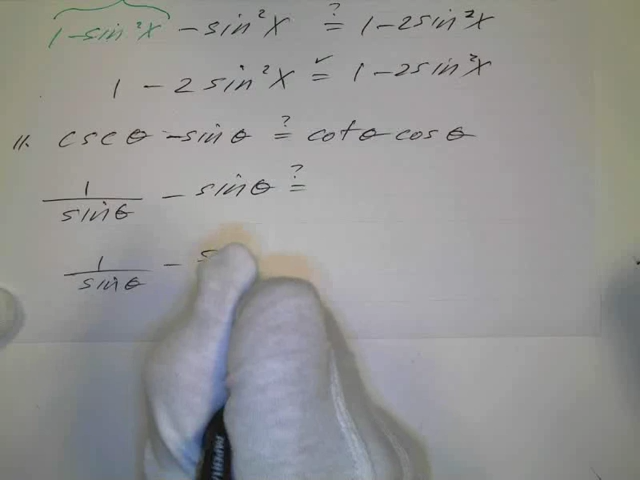 1-sin²x - sin²x ?= 1-2sin²x
1 - 2sin²x ✓= 1-2sin²x
11. cscθ - sinθ ?= cotθ cosθ
1/sinθ - sinθ ?=
1/sinθ - s
PAPER